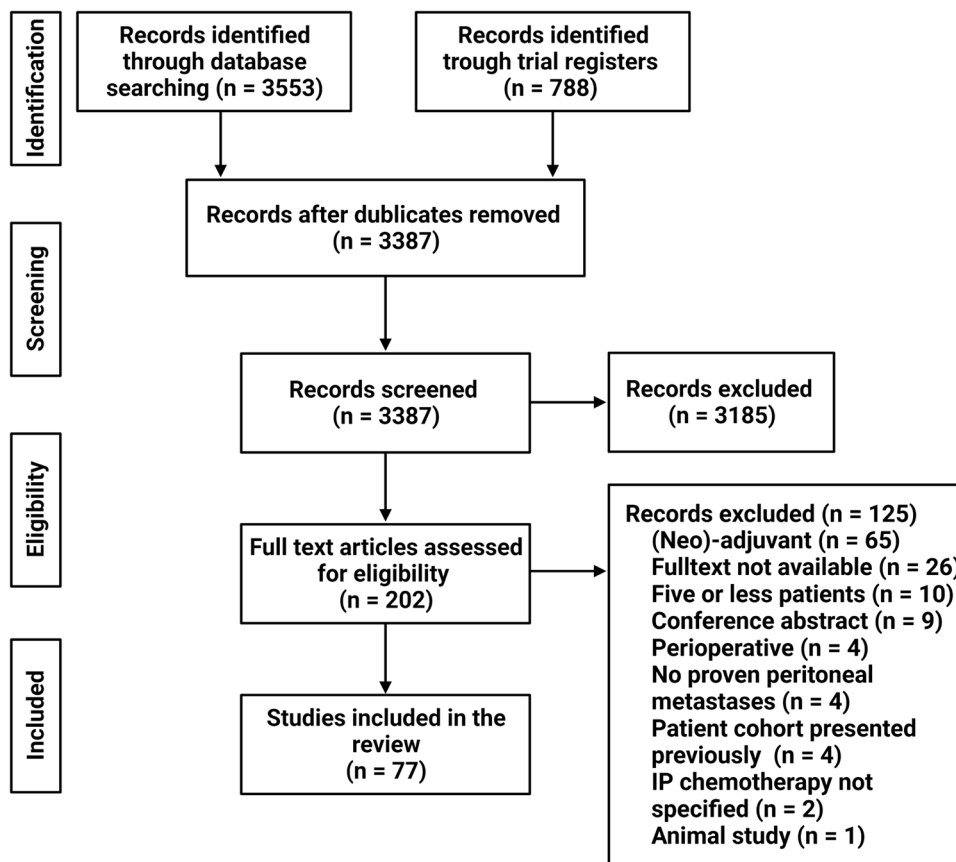 Identification
Records identified
through database
searching (n = 3553)
Records identified
trough trial registers
(n = 788)
Records after dublicates removed
(n = 3387)
Screening
Records screened
(n = 3387)
Records excluded
(n = 3185)
Eligibility
Full text articles assessed
for eligibility
(n = 202)
Records excluded (n = 125)
(Neo)-adjuvant (n = 65)
Fulltext not available (n = 26)
Five or less patients (n = 10)
Conference abstract (n = 9)
Perioperative (n = 4)
No proven peritoneal
metastases (n = 4)
Patient cohort presented
previously (n = 4)
IP chemotherapy not
specified (n = 2)
Animal study (n = 1)
Included
Studies included in the
review
(n = 77)